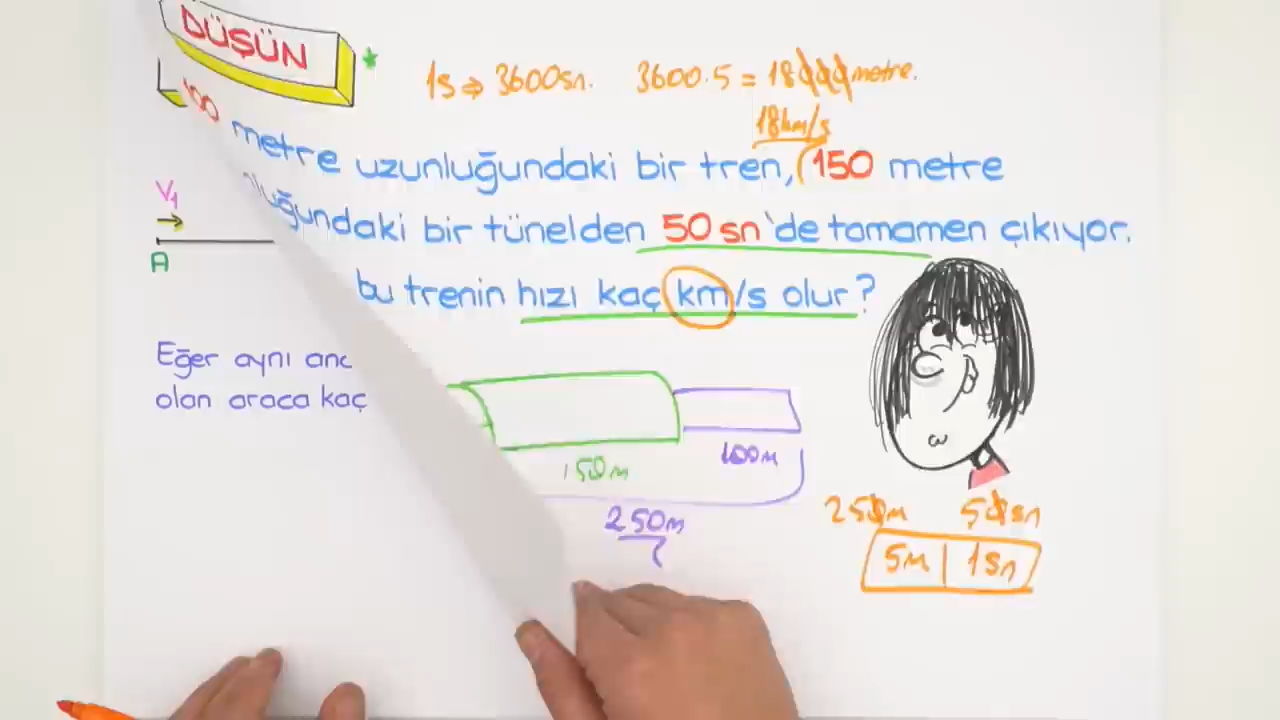 DÜŞÜN
1s ⇒ 3600sn. 3600.5 = 18000 metre.
18km/s
100 metre uzunluğundaki bir tren, 150 metre
luğundaki bir tünelden 50 sn'de tamamen çıkıyor.
bu trenin hızı kaç km/s olur?
V1
A
Eğer aynı anc
olan araca kaç
150m
100m
250m
250m 50sn
5m 1sn